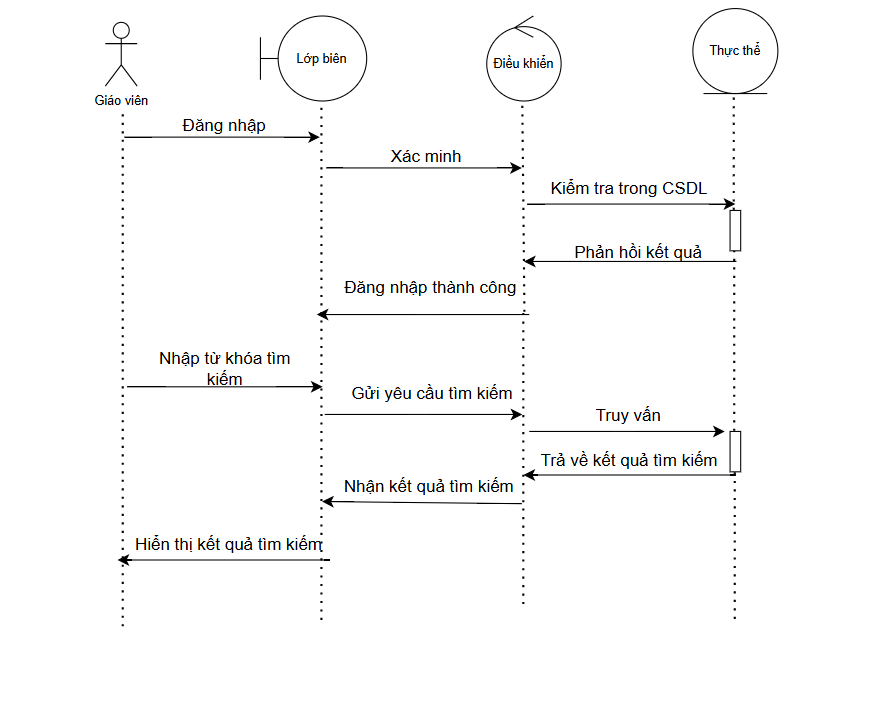 Giáo viên
Lớp biên
Điều khiển
Thực thể
Đăng nhập
Xác minh
Kiểm tra trong CSDL
Phản hồi kết quả
Đăng nhập thành công
Nhập từ khóa tìm
kiếm
Gửi yêu cầu tìm kiếm
Truy vấn
Trả về kết quả tìm kiếm
Nhận kết quả tìm kiếm
Hiển thị kết quả tìm kiếm